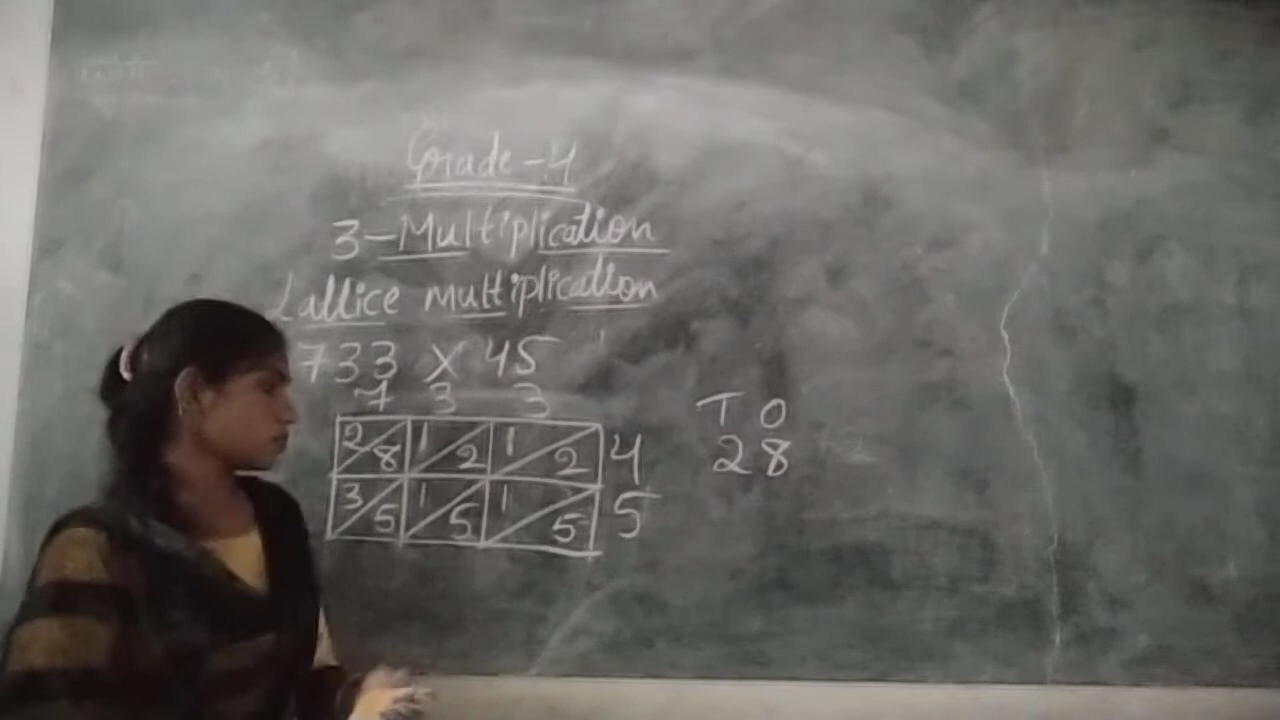 Grade-4
3-Multiplication
Lattice multiplication
733 X 45
7 3 3
2 8 1 2 1 2 4
3 5 1 5 1 5 5
T O
28